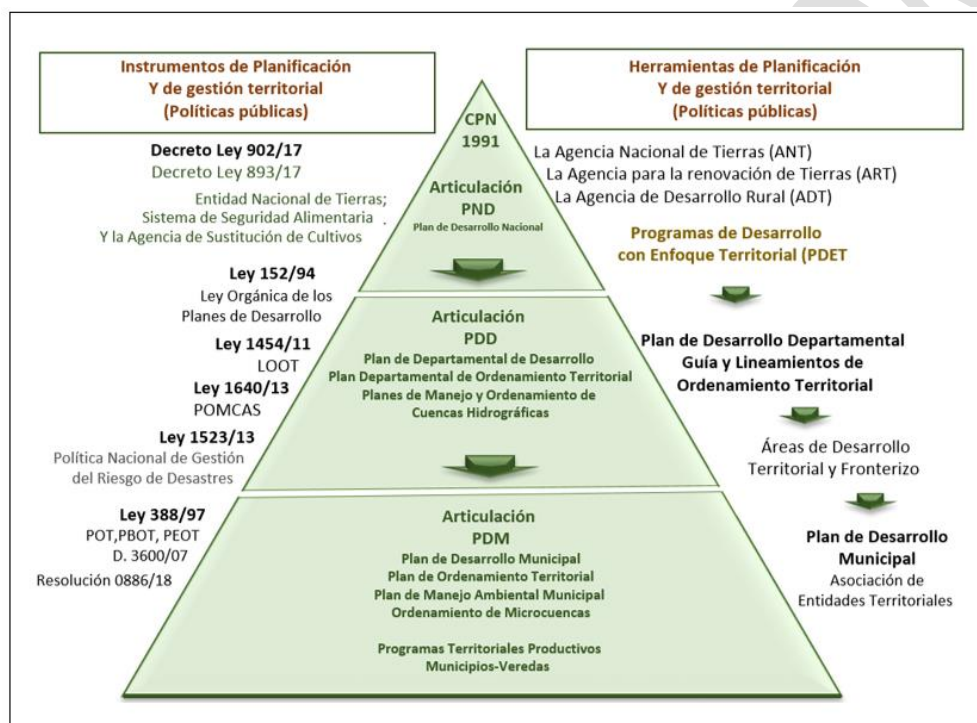 Instrumentos de Planificación
Y de gestión territorial
(Políticas públicas)
Decreto Ley 902/17
Decreto Ley 893/17
Entidad Nacional de Tierras;
Sistema de Seguridad Alimentaria
Y la Agencia de Sustitución de Cultivos
Ley 152/94
Ley Orgánica de los
Planes de Desarrollo
Ley 1454/11
LOOT
Ley 1640/13
POMCAS
Ley 1523/13
Política Nacional de Gestión
del Riesgo de Desastres
Ley 388/97
POT,PBOT, PEOT
D. 3600/07
Resolución 0886/18
CPN
1991
Articulación
PND
Plan de Desarrollo Nacional
.
Articulación
PDD
Plan de Departamental de Desarrollo
Plan Departamental de Ordenamiento Territorial
Planes de Manejo y Ordenamiento de
Cuencas Hidrográficas
Articulación
PDM
Plan de Desarrollo Municipal
Plan de Ordenamiento Territorial
Plan de Manejo Ambiental Municipal
Ordenamiento de Microcuencas
Programas Territoriales Productivos
Municipios-Veredas
Herramientas de Planificación
Y de gestión territorial
(Políticas públicas)
La Agencia Nacional de Tierras (ANT)
La Agencia para la renovación de Tierras (ART)
La Agencia de Desarrollo Rural (ADT)
Programas de Desarrollo
con Enfoque Territorial (PDET
Plan de Desarrollo Departamental
Guía y Lineamientos de
Ordenamiento Territorial
Áreas de Desarrollo
Territorial y Fronterizo
Plan de Desarrollo
Municipal
Asociación de
Entidades Territoriales